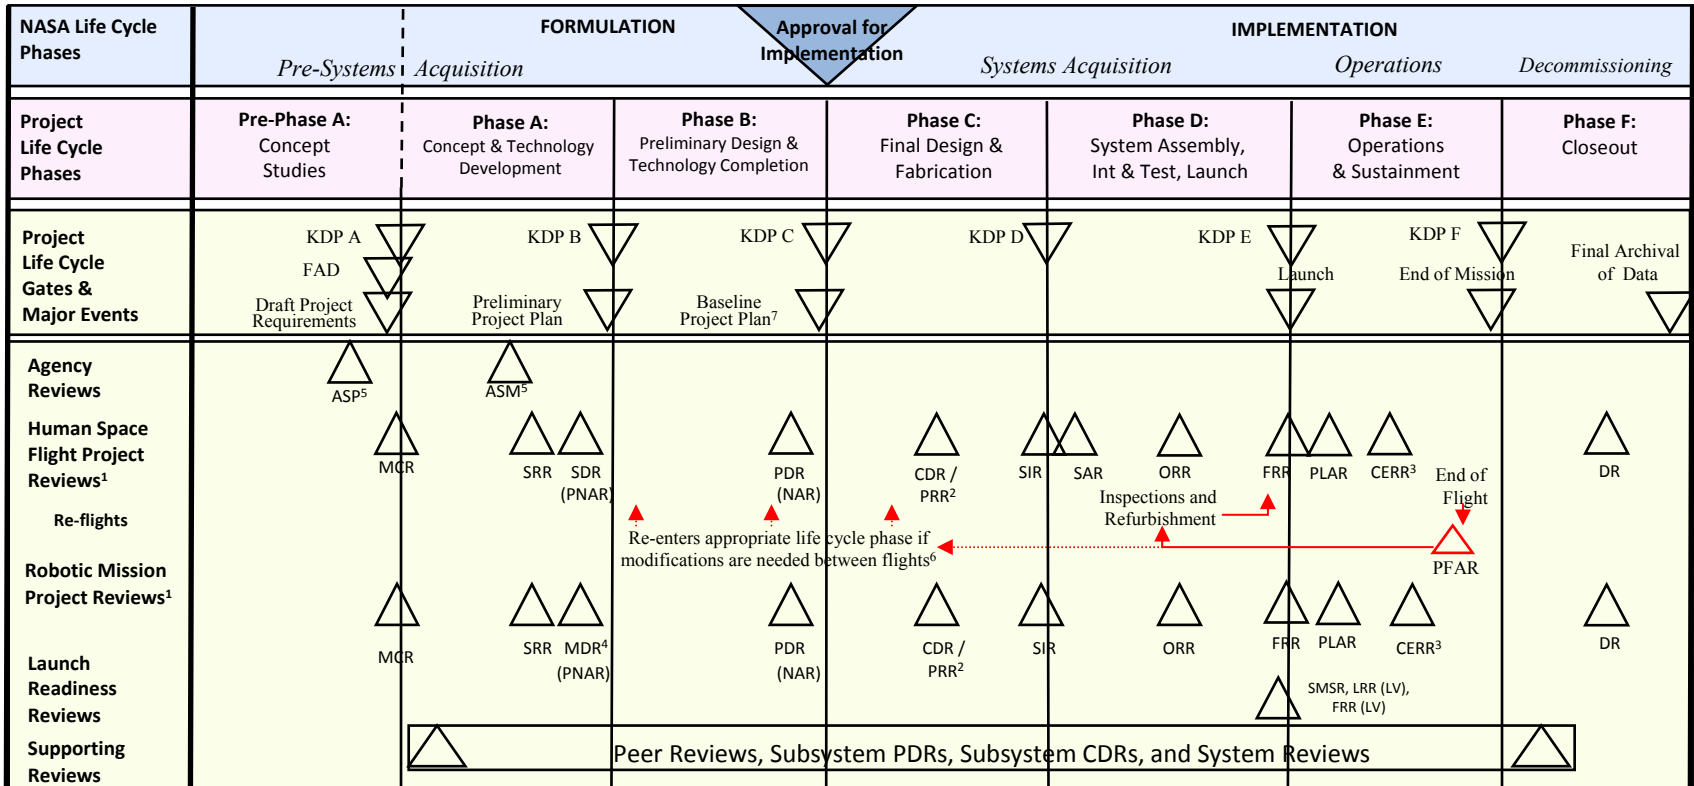 NASA Life Cycle
Phases
FORMULATION
Approval for
Implementation
IMPLEMENTATION
Pre-Systems Acquisition
Systems Acquisition
Operations
Decommissioning
Project
Life Cycle
Phases
Pre-Phase A:
Concept
Studies
Phase A:
Concept & Technology
Development
Phase B:
Preliminary Design &
Technology Completion
Phase C:
Final Design &
Fabrication
Phase D:
System Assembly,
Int & Test, Launch
Phase E:
Operations
& Sustainment
Phase F:
Closeout
Project
Life Cycle
Gates &
Major Events
KDP A
FAD
Draft Project
Requirements
KDP B
Preliminary
Project Plan
KDP C
Baseline
Project Plan⁷
KDP D
KDP E
Launch
KDP F
End of Mission
Final Archival
of Data
Agency
Reviews
ASP⁵
ASM⁵
Human Space
Flight Project
Reviews¹
MCR
SRR
SDR
(PNAR)
PDR
(NAR)
CDR /
PRR²
SIR
SAR
ORR
FRR
PLAR
CERR³
DR
Re-flights
End of
Flight
Inspections and
Refurbishment
Re-enters appropriate life cycle phase if
modifications are needed between flights⁶
PFAR
Robotic Mission
Project Reviews¹
MCR
SRR
MDR⁴
(PNAR)
PDR
(NAR)
CDR /
PRR²
SIR
ORR
FRR
PLAR
CERR³
DR
Launch
Readiness
Reviews
SMSR, LRR (LV),
FRR (LV)
Supporting
Reviews
Peer Reviews, Subsystem PDRs, Subsystem CDRs, and System Reviews